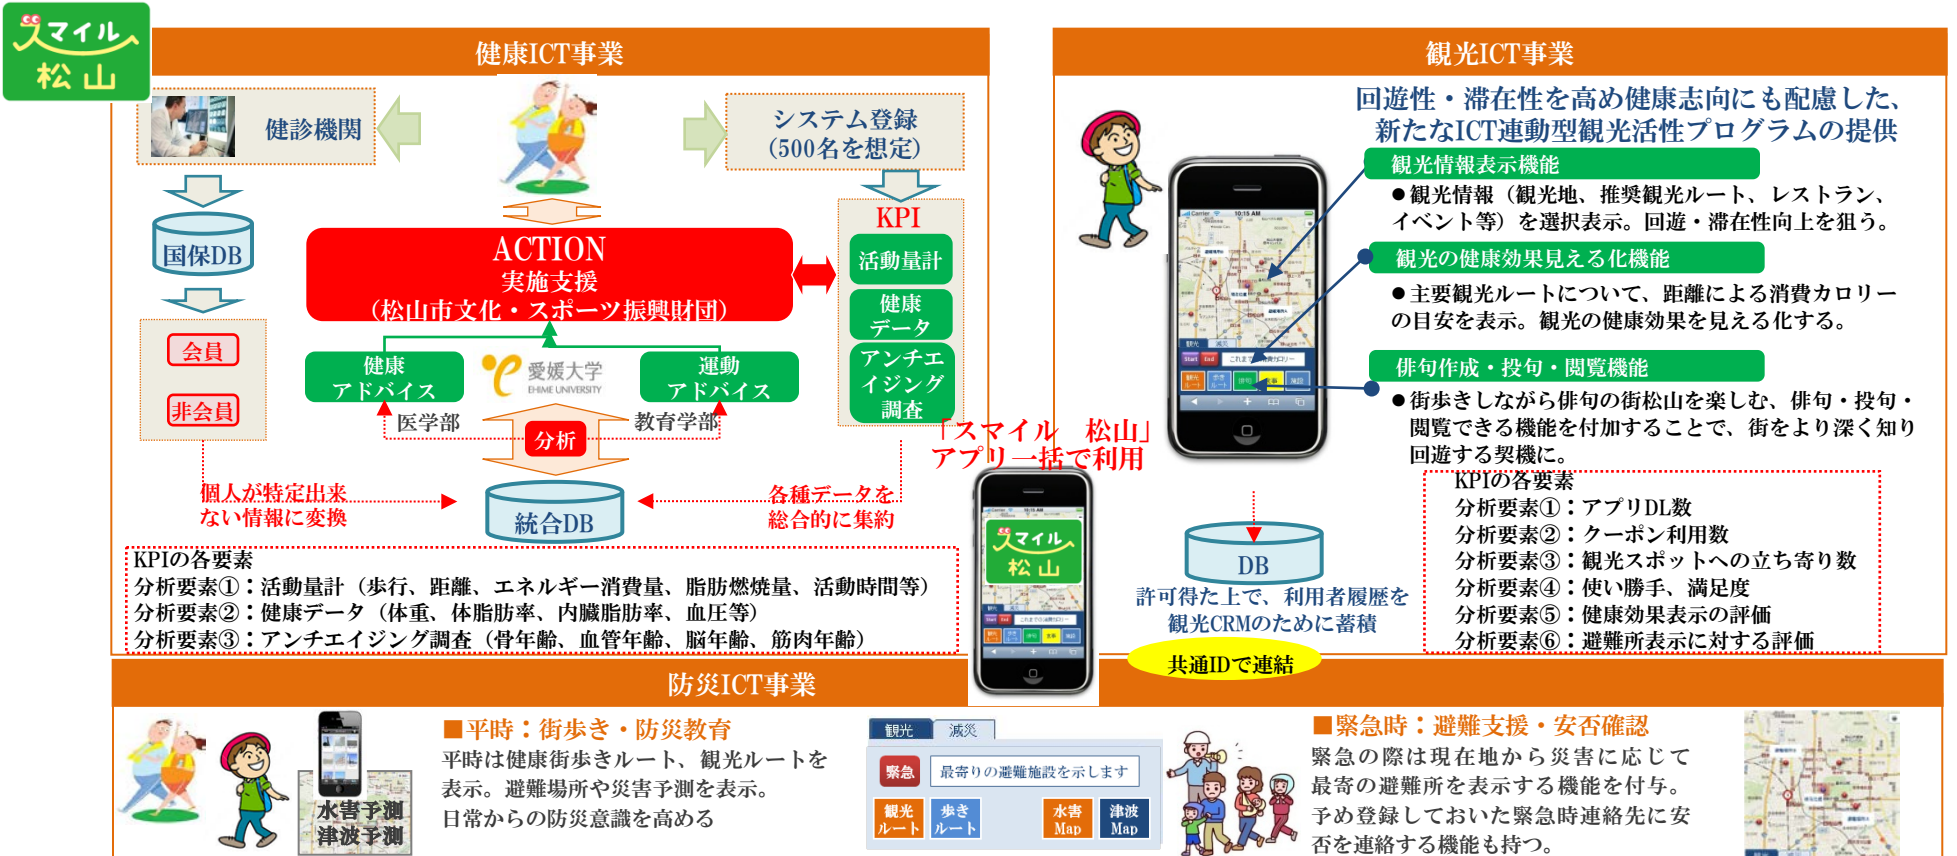 スマイル
松山
健康ICT事業
健診機関
システム登録
(500名を想定)
国保DB
会員
非会員
ACTION
実施支援
(松山市文化・スポーツ振興財団)
KPI
活動量計
健康
データ
アンチエ
イジング
調査
健康
アドバイス
愛媛大学
EHIME UNIVERSITY
運動
アドバイス
医学部
分析
教育学部
個人が特定出来
ない情報に変換
統合DB
各種データを
総合的に集約
KPIの各要素
分析要素①：活動量計（歩行、距離、エネルギー消費量、脂肪燃焼量、活動時間等）
分析要素②：健康データ（体重、体脂肪率、内臓脂肪率、血圧等）
分析要素③：アンチエイジング調査（骨年齢、血管年齢、脳年齢、筋肉年齢）
「スマイル　松山」
アプリ一括で利用
スマイル
松山
観光ICT事業
回遊性・滞在性を高め健康志向にも配慮した、
新たなICT連動型観光活性プログラムの提供
Carrier 10:15 AM
観光 減災
Start End
観光情報表示機能
●観光情報（観光地、推奨観光ルート、レストラン、
イベント等）を選択表示。回遊・滞在性向上を狙う。
観光の健康効果見える化機能
●主要観光ルートについて、距離による消費カロリー
の目安を表示。観光の健康効果を見える化する。
俳句作成・投句・閲覧機能
●街歩きしながら俳句の街松山を楽しむ、俳句・投句・
閲覧できる機能を付加することで、街をより深く知り
回遊する契機に。
KPIの各要素
分析要素①：アプリDL数
分析要素②：クーポン利用数
分析要素③：観光スポットへの立ち寄り数
分析要素④：使い勝手、満足度
分析要素⑤：健康効果表示の評価
分析要素⑥：避難所表示に対する評価
DB
許可得た上で、利用者履歴を
観光CRMのために蓄積
共通IDで連結
防災ICT事業
水害予測
津波予測
■平時：街歩き・防災教育
平時は健康街歩きルート、観光ルートを
表示。避難場所や災害予測を表示。
日常からの防災意識を高める
観光 減災
緊急 最寄りの避難施設を示します
観光
ルート
歩き
ルート
水害
Map
津波
Map
■緊急時：避難支援・安否確認
緊急の際は現在地から災害に応じて
最寄の避難所を表示する機能を付与。
予め登録しておいた緊急時連絡先に安
否を連絡する機能も持つ。